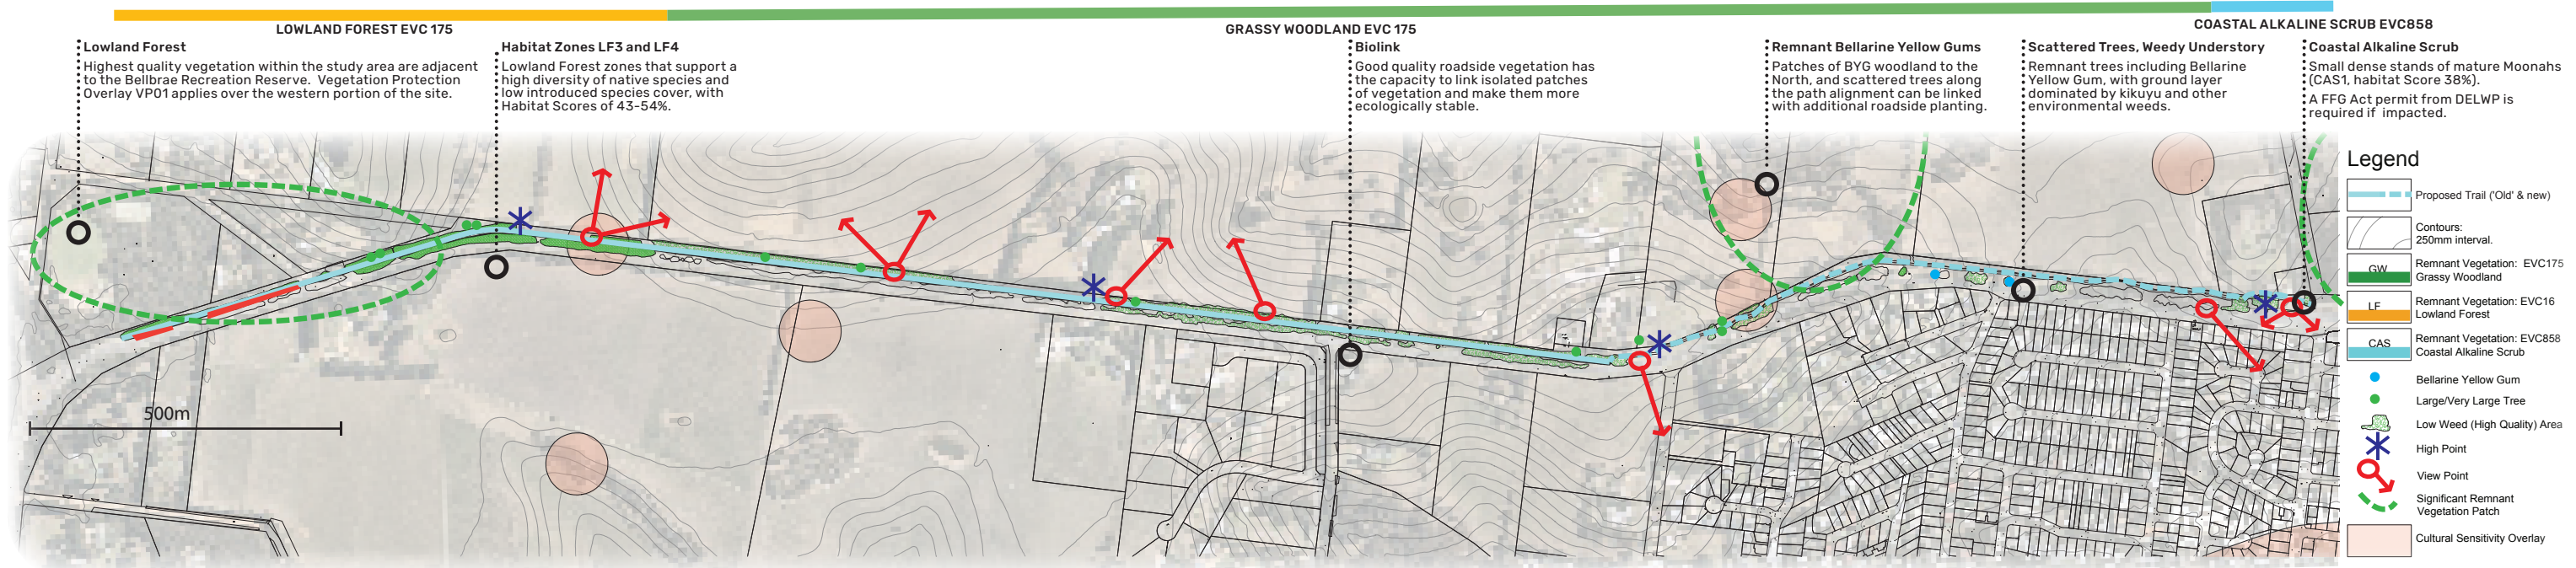 LOWLAND FOREST EVC 175
GRASSY WOODLAND EVC 175
COASTAL ALKALINE SCRUB EVC858
Lowland Forest
Highest quality vegetation within the study area are adjacent
to the Bellbrae Recreation Reserve. Vegetation Protection
Overlay VP01 applies over the western portion of the site.
Habitat Zones LF3 and LF4
Lowland Forest zones that support a
high diversity of native species and
low introduced species cover, with
Habitat Scores of 43-54%.
Biolink
Good quality roadside vegetation has
the capacity to link isolated patches
of vegetation and make them more
ecologically stable.
Remnant Bellarine Yellow Gums
Patches of BYG woodland to the
North, and scattered trees along
the path alignment can be linked
with additional roadside planting.
Scattered Trees, Weedy Understory
Remnant trees including Bellarine
Yellow Gum, with ground layer
dominated by kikuyu and other
environmental weeds.
Coastal Alkaline Scrub
Small dense stands of mature Moonahs
(CAS1, habitat Score 38%).
A FFG Act permit from DELWP is
required if impacted.
500m
Legend
Proposed Trail ('Old' & new)
Contours:
250mm interval.
GW
Remnant Vegetation: EVC175
Grassy Woodland
LF
Remnant Vegetation: EVC16
Lowland Forest
CAS
Remnant Vegetation: EVC858
Coastal Alkaline Scrub
Bellarine Yellow Gum
Large/Very Large Tree
Low Weed (High Quality) Area
High Point
View Point
Significant Remnant
Vegetation Patch
Cultural Sensitivity Overlay